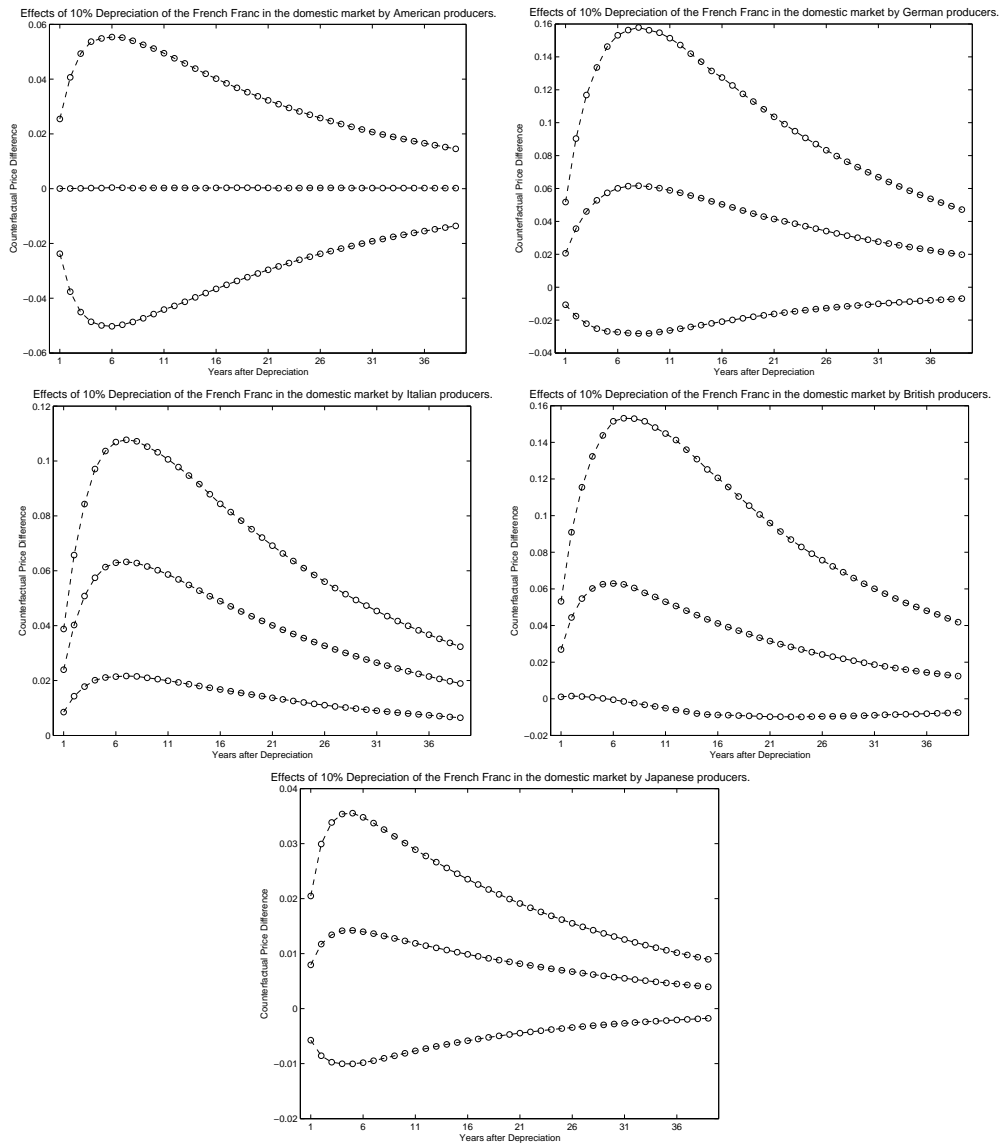 Effects of 10% Depreciation of the French Franc in the domestic market by American producers.
0.06
0.04
0.02
0
−0.02
−0.04
−0.06
Counterfactual Price Difference
1 6 11 16 21 26 31 36
Years after Depreciation
Effects of 10% Depreciation of the French Franc in the domestic market by German producers.
0.16
0.14
0.12
0.1
0.08
0.06
0.04
0.02
0
−0.02
−0.04
Counterfactual Price Difference
1 6 11 16 21 26 31 36
Years after Depreciation
Effects of 10% Depreciation of the French Franc in the domestic market by Italian producers.
0.12
0.1
0.08
0.06
0.04
0.02
0
Counterfactual Price Difference
1 6 11 16 21 26 31 36
Years after Depreciation
Effects of 10% Depreciation of the French Franc in the domestic market by British producers.
0.16
0.14
0.12
0.1
0.08
0.06
0.04
0.02
0
−0.02
Counterfactual Price Difference
1 6 11 16 21 26 31 36
Years after Depreciation
Effects of 10% Depreciation of the French Franc in the domestic market by Japanese producers.
0.04
0.03
0.02
0.01
0
−0.01
−0.02
Counterfactual Price Difference
1 6 11 16 21 26 31 36
Years after Depreciation